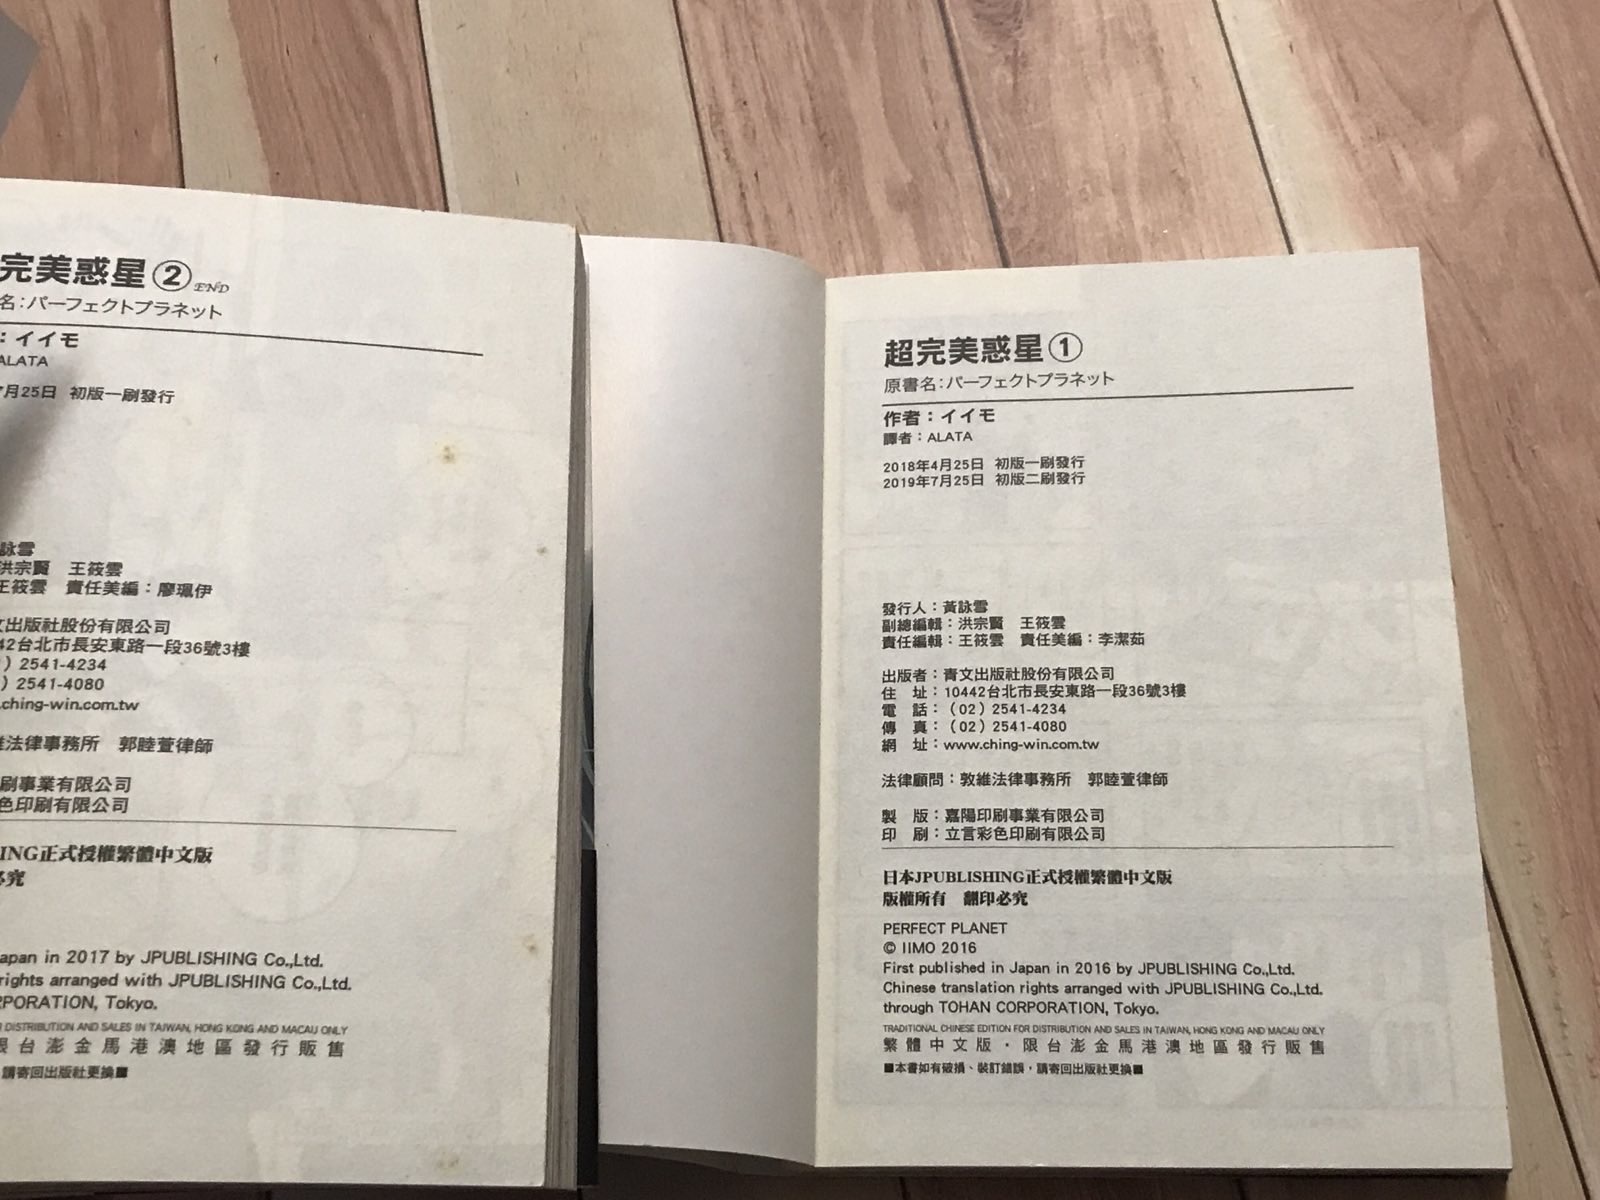 完美惑星② END
名：パーフェクトプラネット
：イイモ
ALATA
7月25日 初版一刷發行
詠雪
洪宗賢 王筱雲
王筱雲 責任美編：廖珮伊
文出版社股份有限公司
42台北市長安東路一段36號3樓
）2541-4234
）2541-4080
.ching-win.com.tw
維法律事務所 郭睦萱律師
刷事業有限公司
色印刷有限公司
ING正式授權繁體中文版
必究
apan in 2017 by JPUBLISHING Co.,Ltd.
rights arranged with JPUBLISHING Co.,Ltd.
RPORATION, Tokyo.
DISTRIBUTION AND SALES IN TAIWAN, HONG KONG AND MACAU ONLY
限台澎金馬港澳地區發行販售
請寄回出版社更換■
超完美惑星①
原書名：パーフェクトプラネット
作者：イイモ
譯者：ALATA
2018年4月25日 初版一刷發行
2019年7月25日 初版二刷發行
發行人：黃詠雪
副總編輯：洪宗賢 王筱雲
責任編輯：王筱雲 責任美編：李潔茹
出版者：青文出版社股份有限公司
住 址：10442台北市長安東路一段36號3樓
電 話：（02）2541-4234
傳 真：（02）2541-4080
網 址：www.ching-win.com.tw
法律顧問：敦維法律事務所 郭睦萱律師
製 版：嘉陽印刷事業有限公司
印 刷：立言彩色印刷有限公司
日本JPUBLISHING正式授權繁體中文版
版權所有 翻印必究
PERFECT PLANET
© IIMO 2016
First published in Japan in 2016 by JPUBLISHING Co.,Ltd.
Chinese translation rights arranged with JPUBLISHING Co.,Ltd.
through TOHAN CORPORATION, Tokyo.
TRADITIONAL CHINESE EDITION FOR DISTRIBUTION AND SALES IN TAIWAN, HONG KONG AND MACAU ONLY
繁體中文版・限台澎金馬港澳地區發行販售
■本書如有破損、裝訂錯誤，請寄回出版社更換■